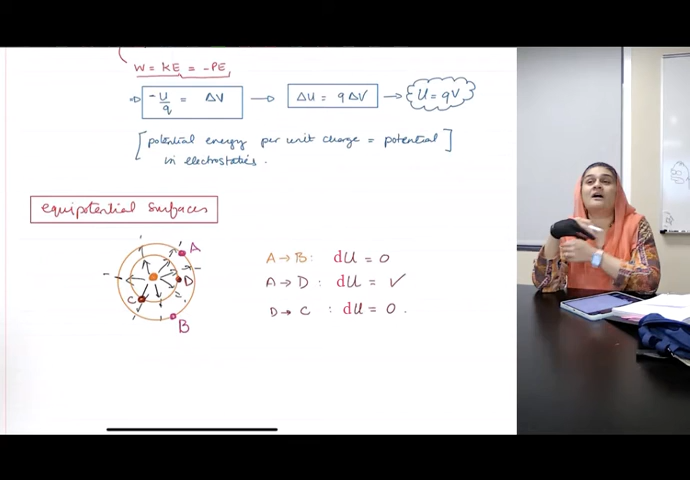 W = KE = -PE
-U/q = ΔV → ΔU = qΔV → U = qV
[potential energy per unit charge = potential]
in electrostatics.
equipotential surfaces
A
D
C
B
A → B: dU = 0
A → D: dU = ✓
D → C : dU = 0.